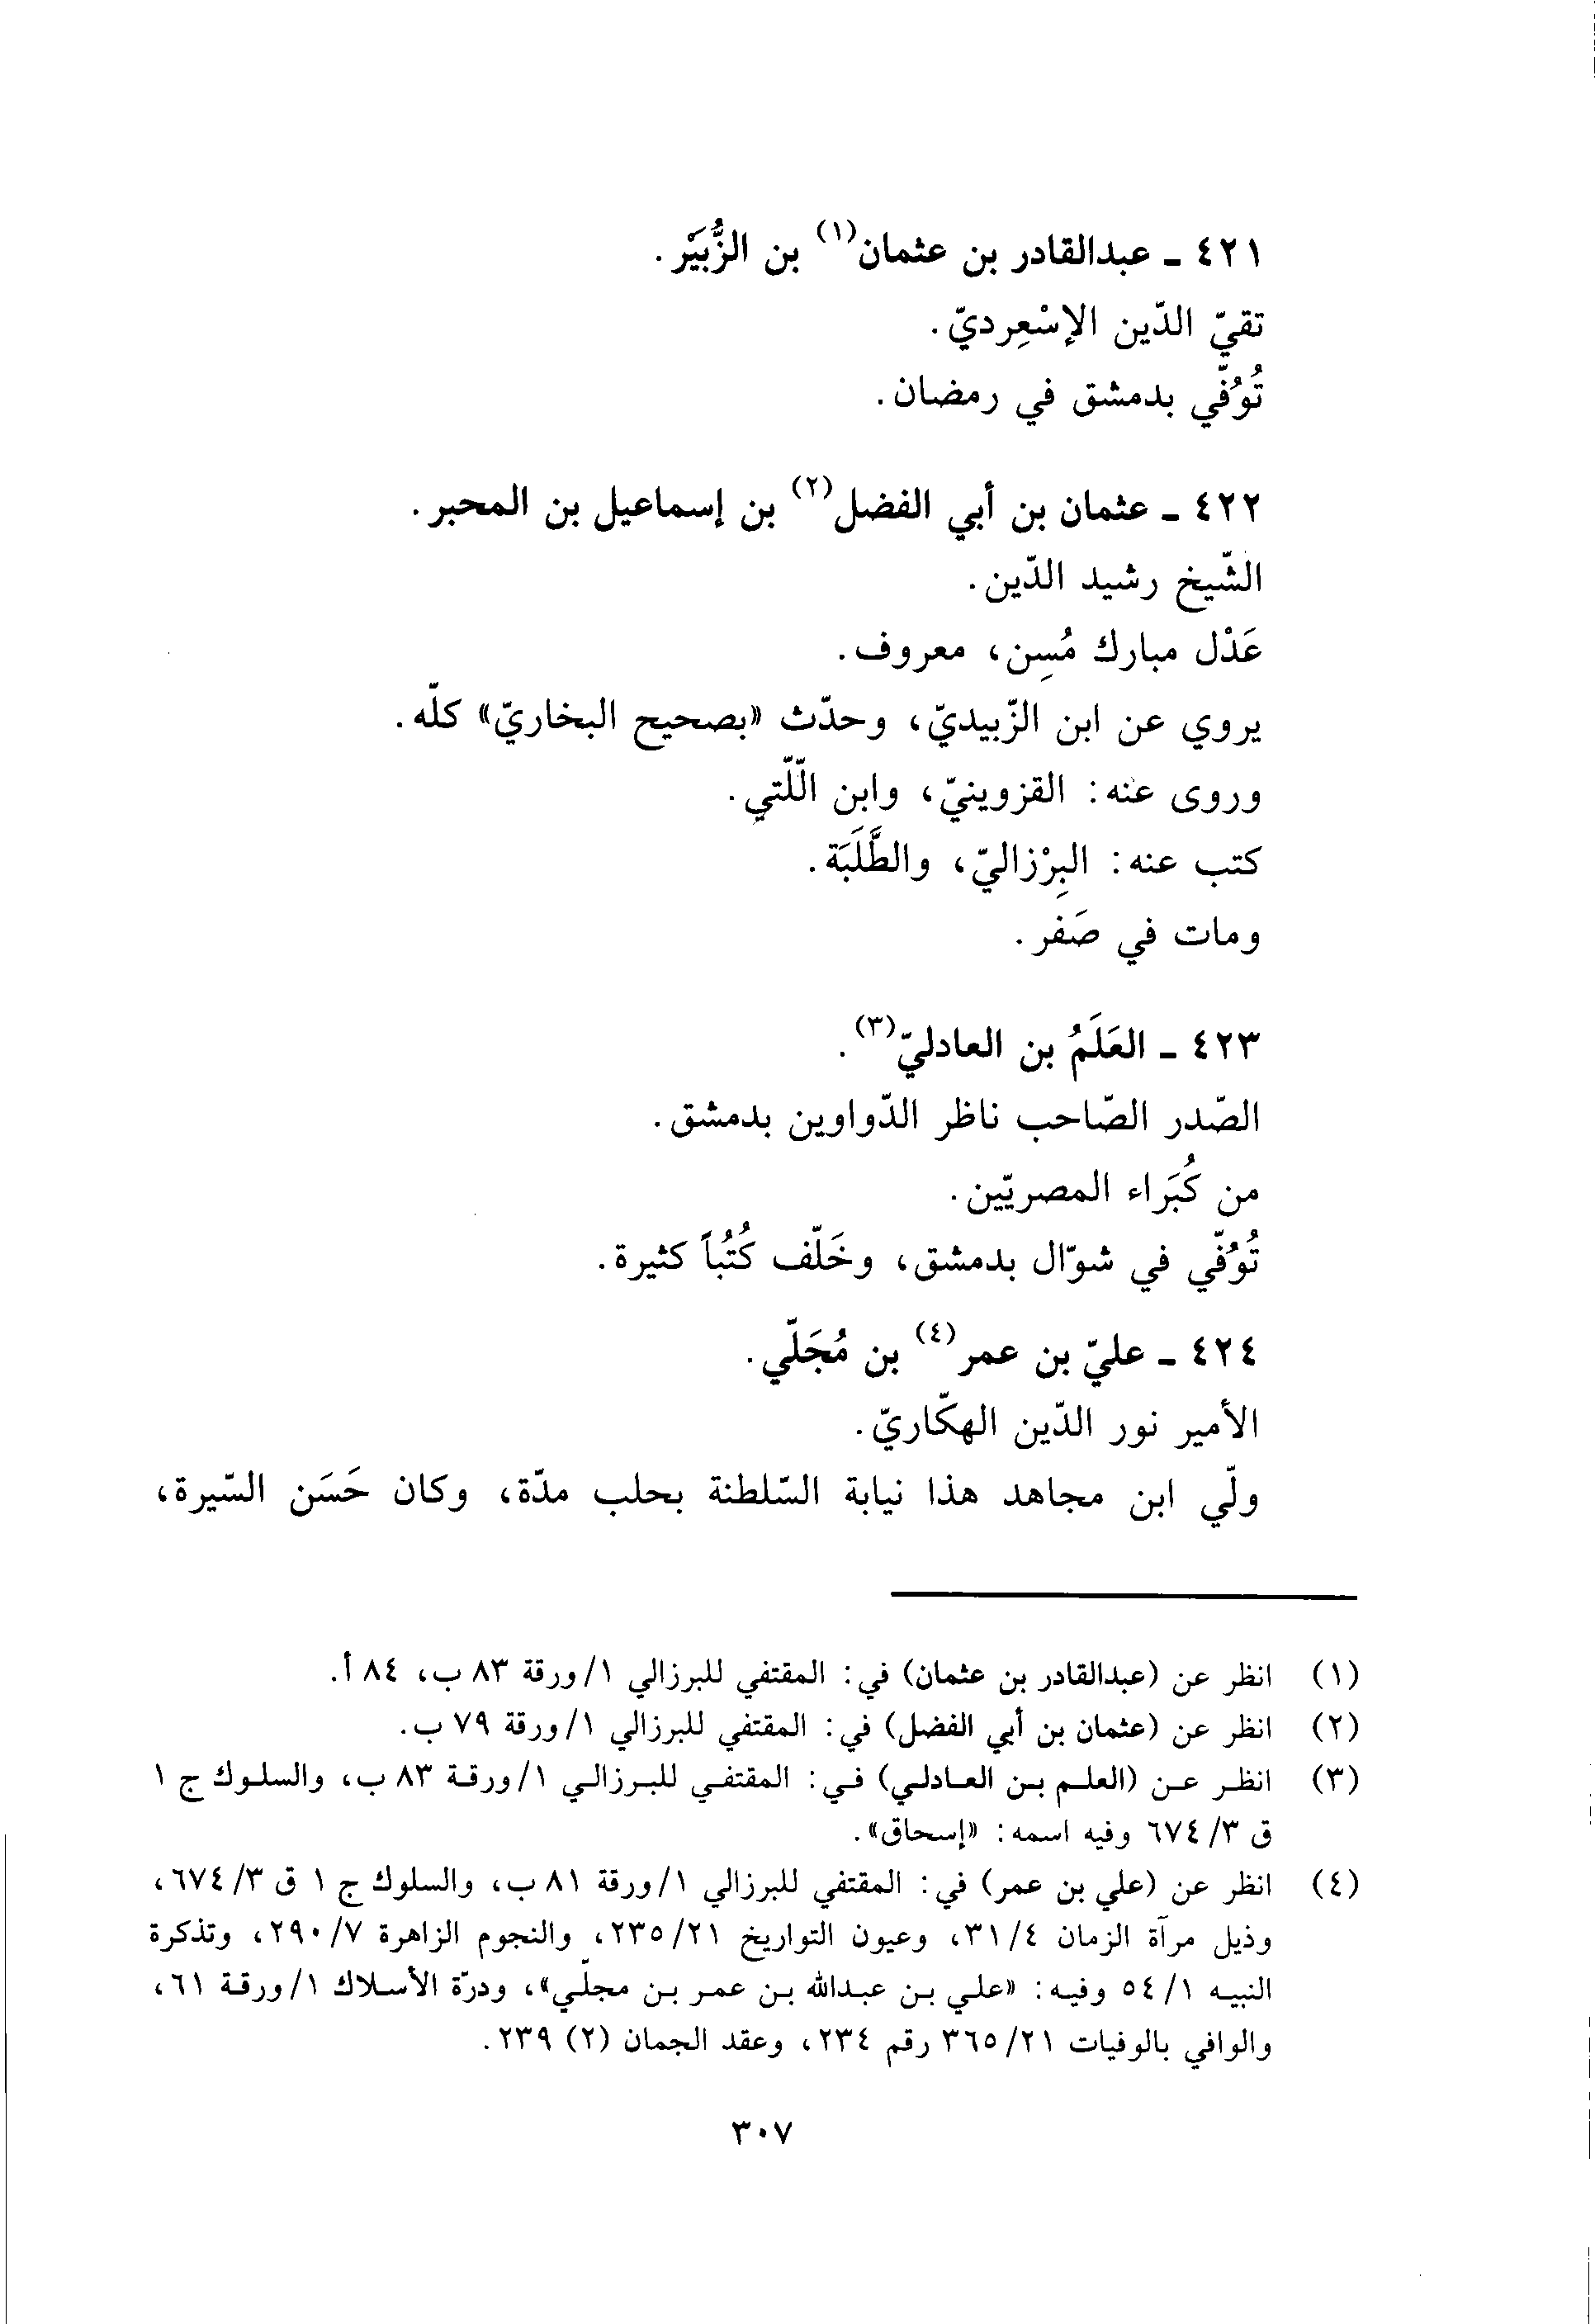 ٤٢١ ـ عبدالقادر بن عثمان(١) بن الزُّبَيْر.
تقيّ الدّين الإسْعِرديّ.
تُوُفّي بدمشق في رمضان.
٤٢٢ ـ عثمان بن أبي الفضل(٢) بن إسماعيل بن المحبر.
الشّيخ رشيد الدّين.
عَدْل مبارك مُسِن، معروف.
يروي عن ابن الزّبيديّ، وحدّث «بصحيح البخاريّ» كلّه.
وروى عنه: القزوينيّ، وابن الّلّتي.
كتب عنه: البِرْزاليّ، والطَّلَبَة.
ومات في صَفر.
٤٢٣ ـ العَلَمُ بن العادليّ(٣).
الصّدر الصّاحب ناظر الدّواوين بدمشق.
من كُبَراء المصريّين.
تُوُفّي في شوّال بدمشق، وخَلّف كُتُباً كثيرة.
٤٢٤ ـ عليّ بن عمر(٤) بن مُجَلّي.
الأمير نور الدّين الهكّاريّ.
ولّي ابن مجاهد هذا نيابة السّلطنة بحلب مدّة، وكان حَسَن السّيرة،
(١) انظر عن (عبدالقادر بن عثمان) في: المقتفي للبرزالي ١/ورقة ٨٣ ب، ٨٤ أ.
(٢) انظر عن (عثمان بن أبي الفضل) في: المقتفي للبرزالي ١/ورقة ٧٩ ب.
(٣) انظر عن (العلم بن العادلي) في: المقتفي للبرزالي ١/ورقة ٨٣ ب، والسلوك ج ١
ق ٣/ ٦٧٤ وفيه اسمه: «إسحاق».
(٤) انظر عن (علي بن عمر) في: المقتفي للبرزالي ١/ورقة ٨١ ب، والسلوك ج ١ ق ٣/ ٦٧٤،
وذيل مرآة الزمان ٤/ ٣١، وعيون التواريخ ٢١/ ٢٣٥، والنجوم الزاهرة ٧/ ٢٩٠، وتذكرة
النبيه ١/ ٥٤ وفيه: «علي بن عبدالله بن عمر بن مجلّي»، ودرّة الأسلاك ١/ورقة ٦١،
والوافي بالوفيات ٢١/ ٣٦٥ رقم ٢٣٤، وعقد الجمان (٢) ٢٣٩.
٣٠٧